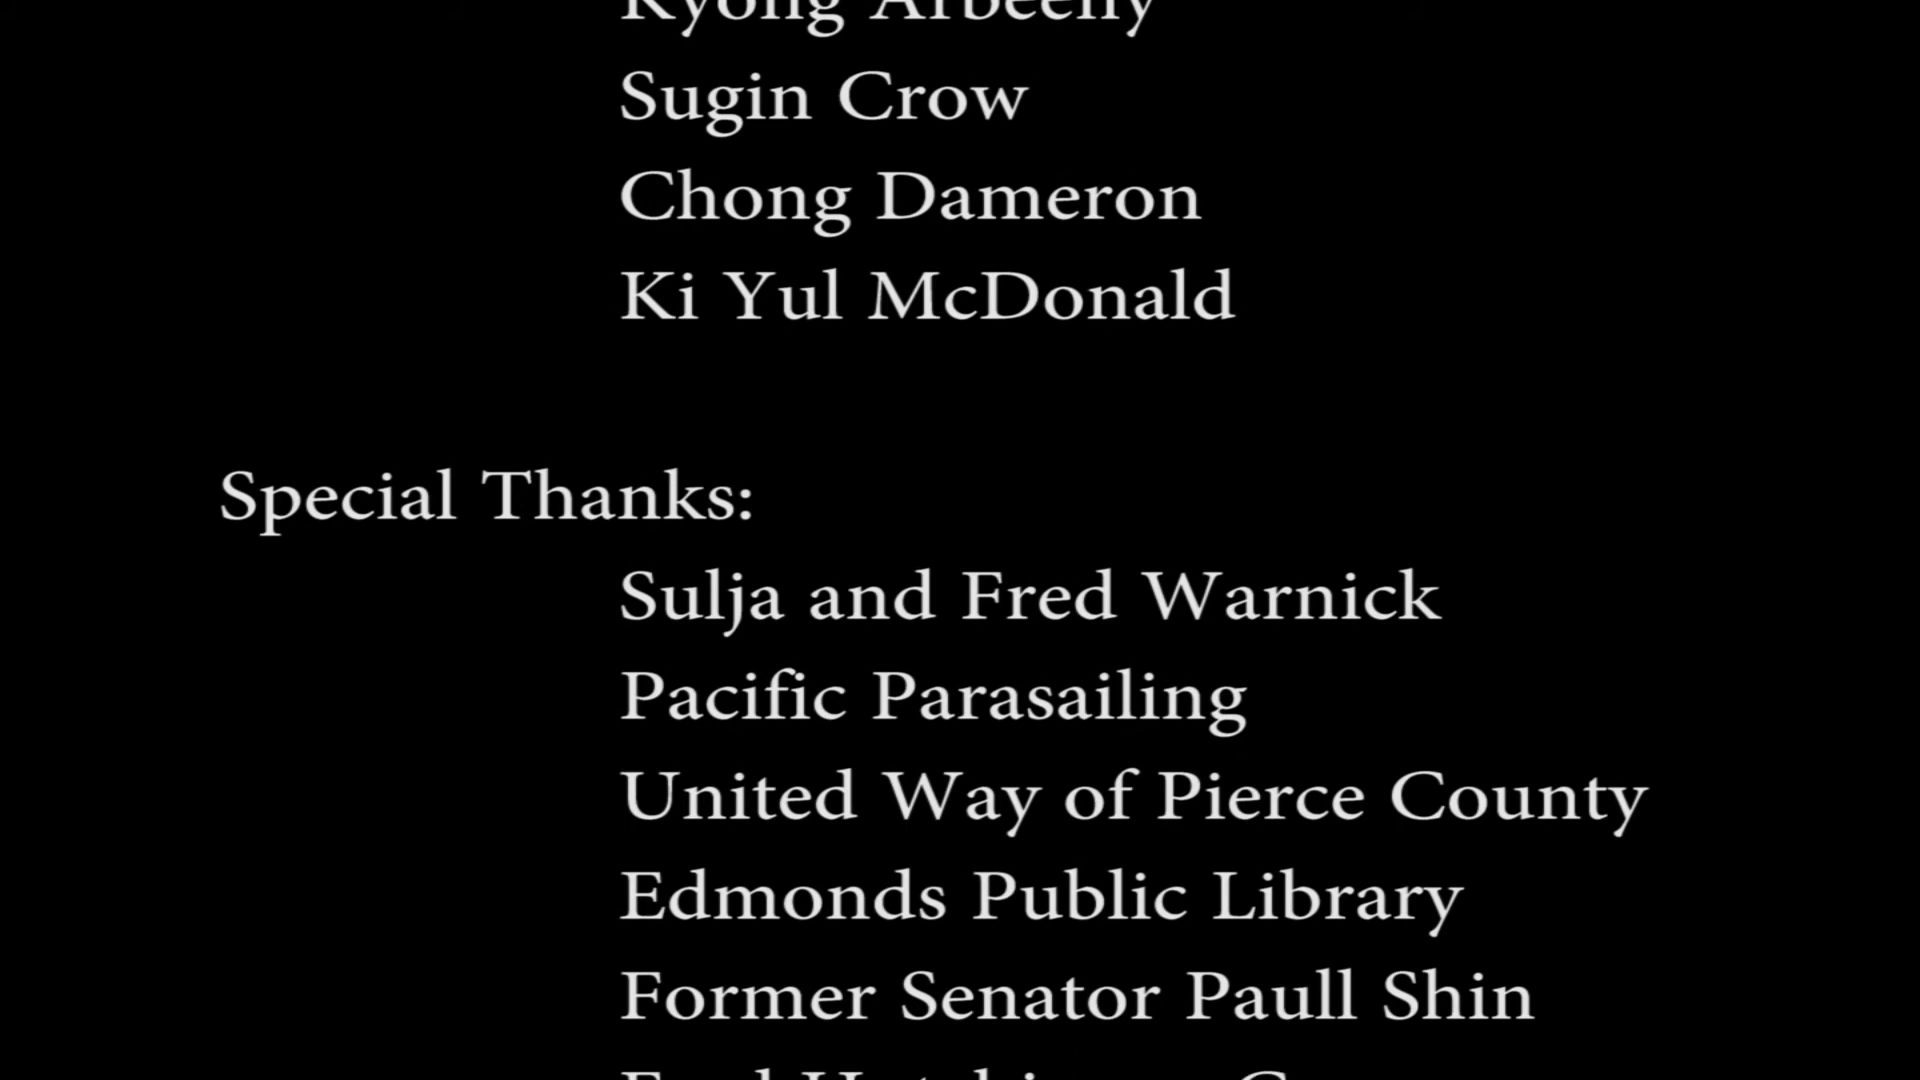 Kyong Arbeeny
Sugin Crow
Chong Dameron
Ki Yul McDonald
Special Thanks:
Sulja and Fred Warnick
Pacific Parasailing
United Way of Pierce County
Edmonds Public Library
Former Senator Paull Shin